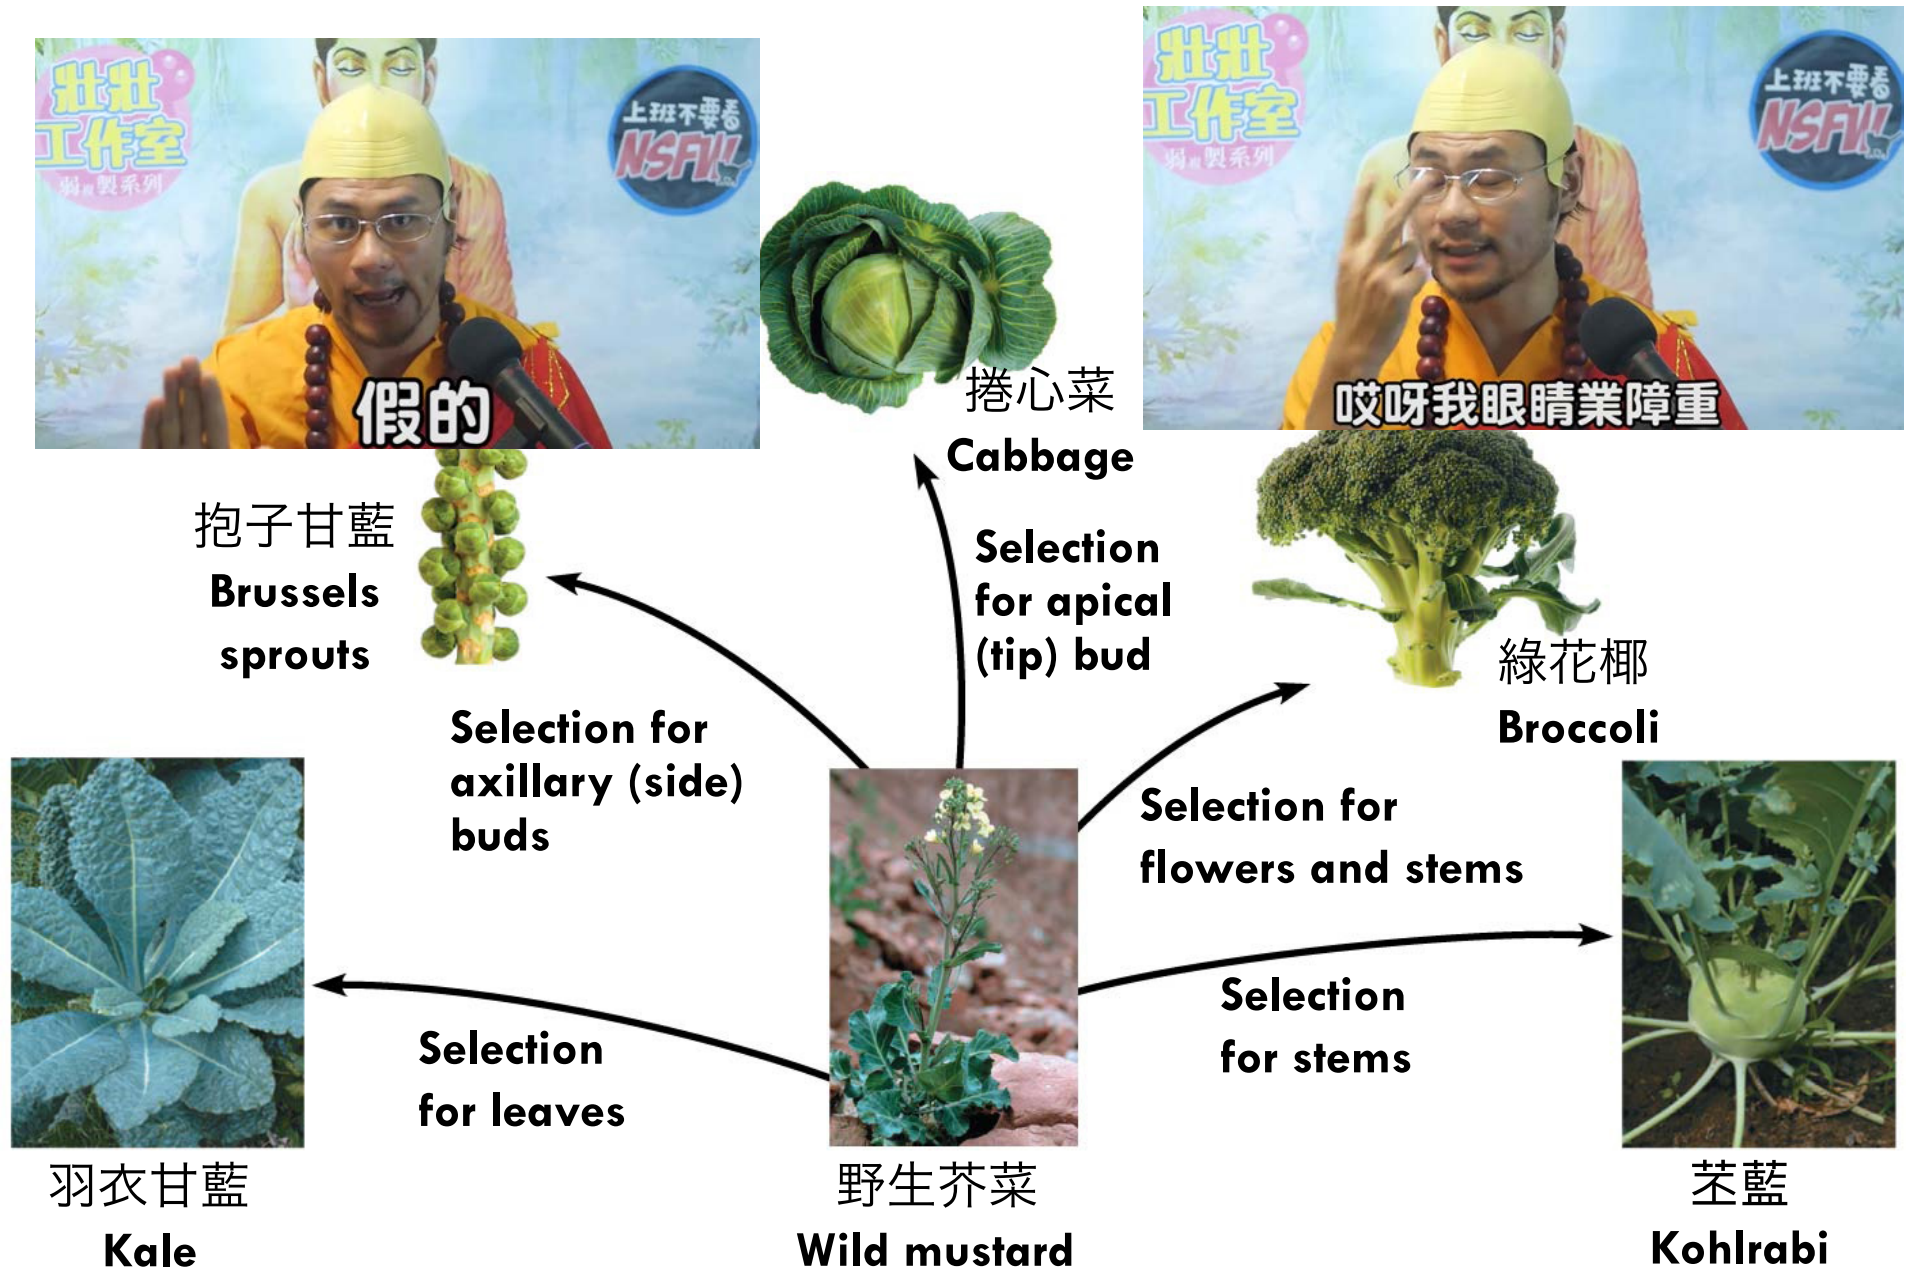 壯壯
工作室
弱複製系列
上班不要看
NSFW
假的
壯壯
工作室
弱複製系列
上班不要看
NSFW
哎呀我眼睛業障重
捲心菜
Cabbage
抱子甘藍
Brussels
sprouts
Selection
for apical
(tip) bud
綠花椰
Broccoli
Selection for
axillary (side)
buds
Selection for
flowers and stems
Selection
for leaves
Selection
for stems
羽衣甘藍
Kale
野生芥菜
Wild mustard
苤藍
Kohlrabi